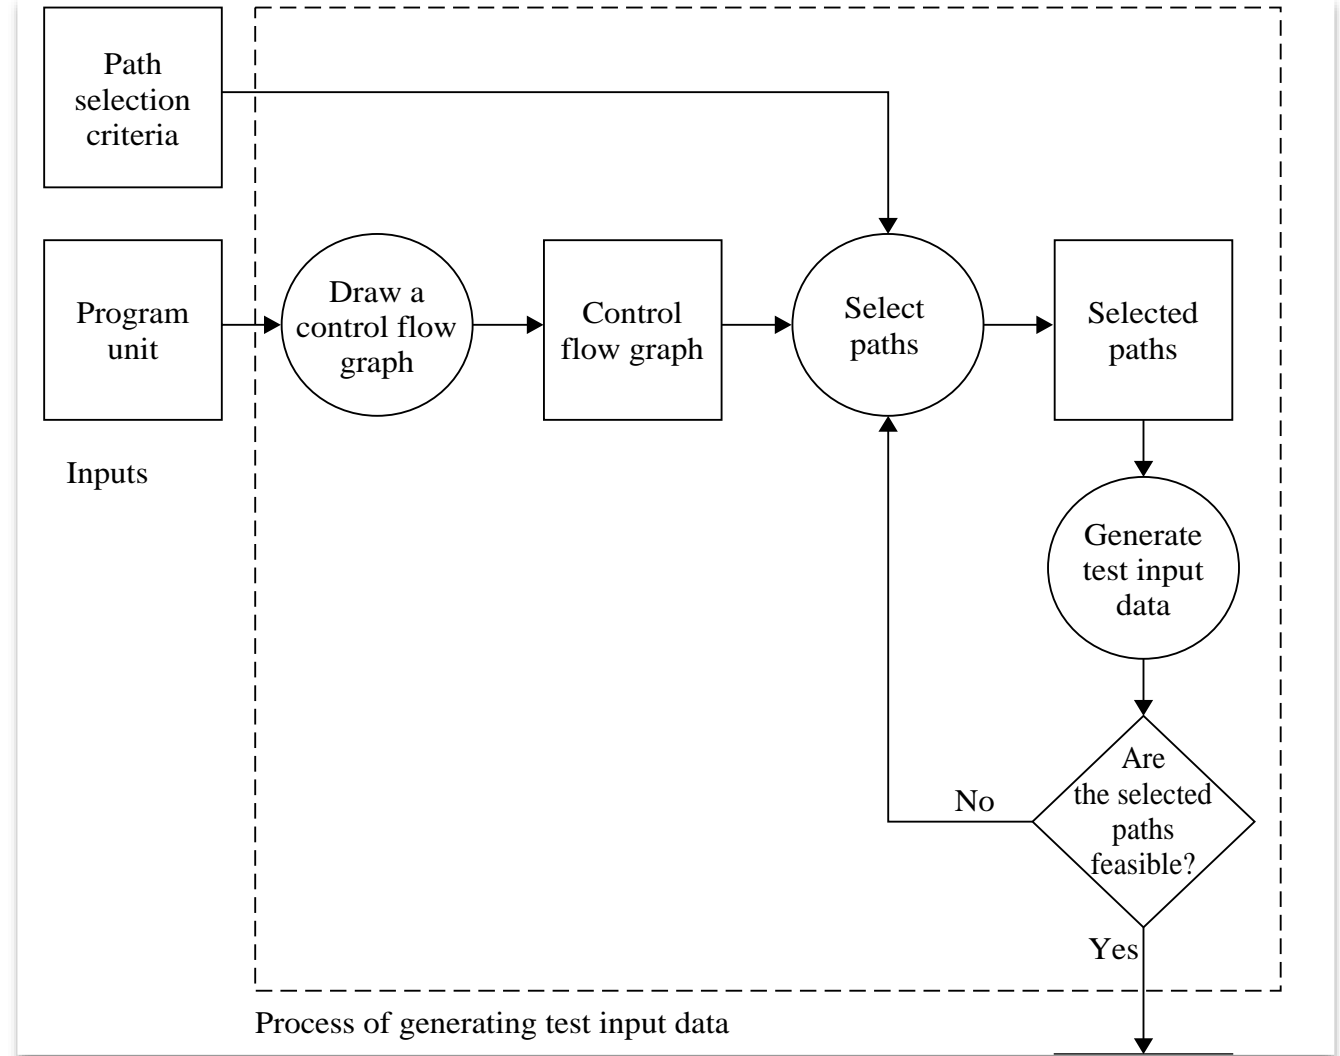 Path
selection
criteria
Program
unit
Inputs
Draw a
control flow
graph
Control
flow graph
Select
paths
Selected
paths
Generate
test input
data
Are
the selected
paths
feasible?
No
Yes
Process of generating test input data